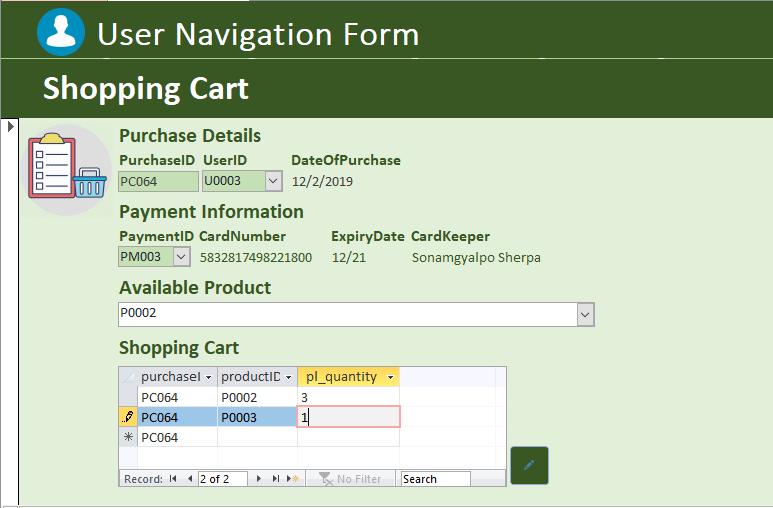 User Navigation Form
Shopping Cart
Purchase Details
PurchaseID UserID DateOfPurchase
PC064 U0003 12/2/2019
Payment Information
PaymentID CardNumber ExpiryDate CardKeeper
PM003 5832817498221800 12/21 Sonamgyalpo Sherpa
Available Product
P0002
Shopping Cart
purchaseI productID pl_quantity
PC064 P0002 3
PC064 P0003 1
PC064
Record: 2 of 2 No Filter Search